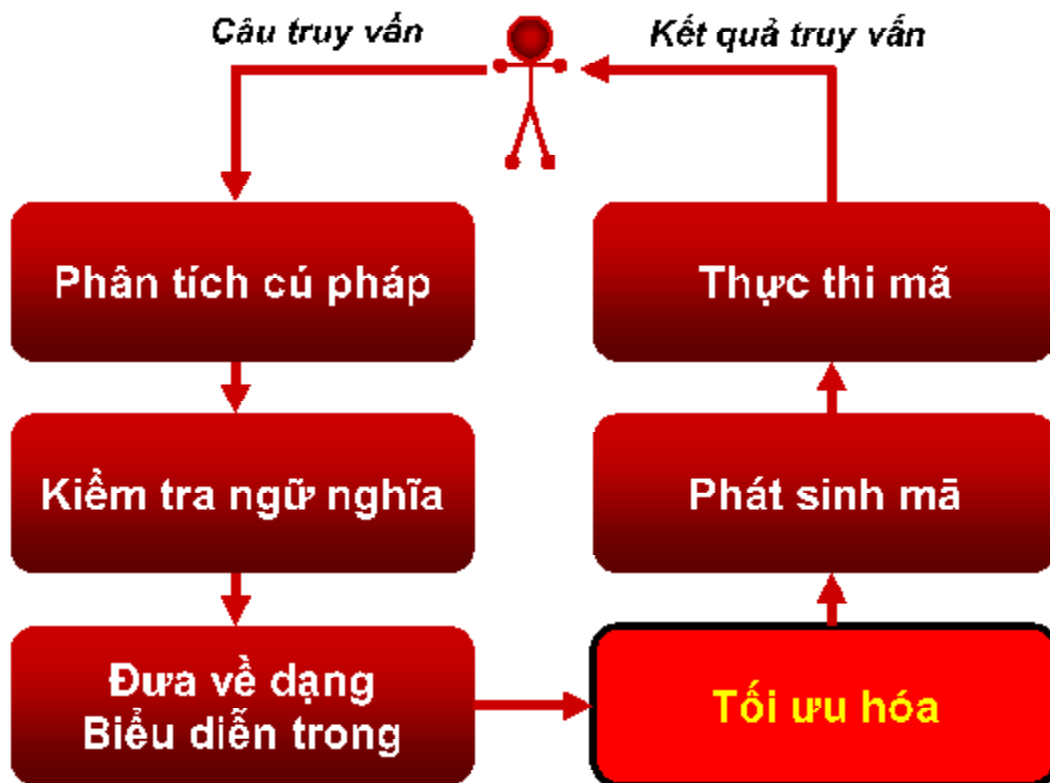 Câu truy vấn
Kết quả truy vấn
Phân tích cú pháp
Kiểm tra ngữ nghĩa
Đưa về dạng
Biểu diễn trong
Tối ưu hóa
Phát sinh mã
Thực thi mã